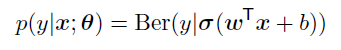 p(y|x; θ) = Ber(y|σ(wᵀx + b))